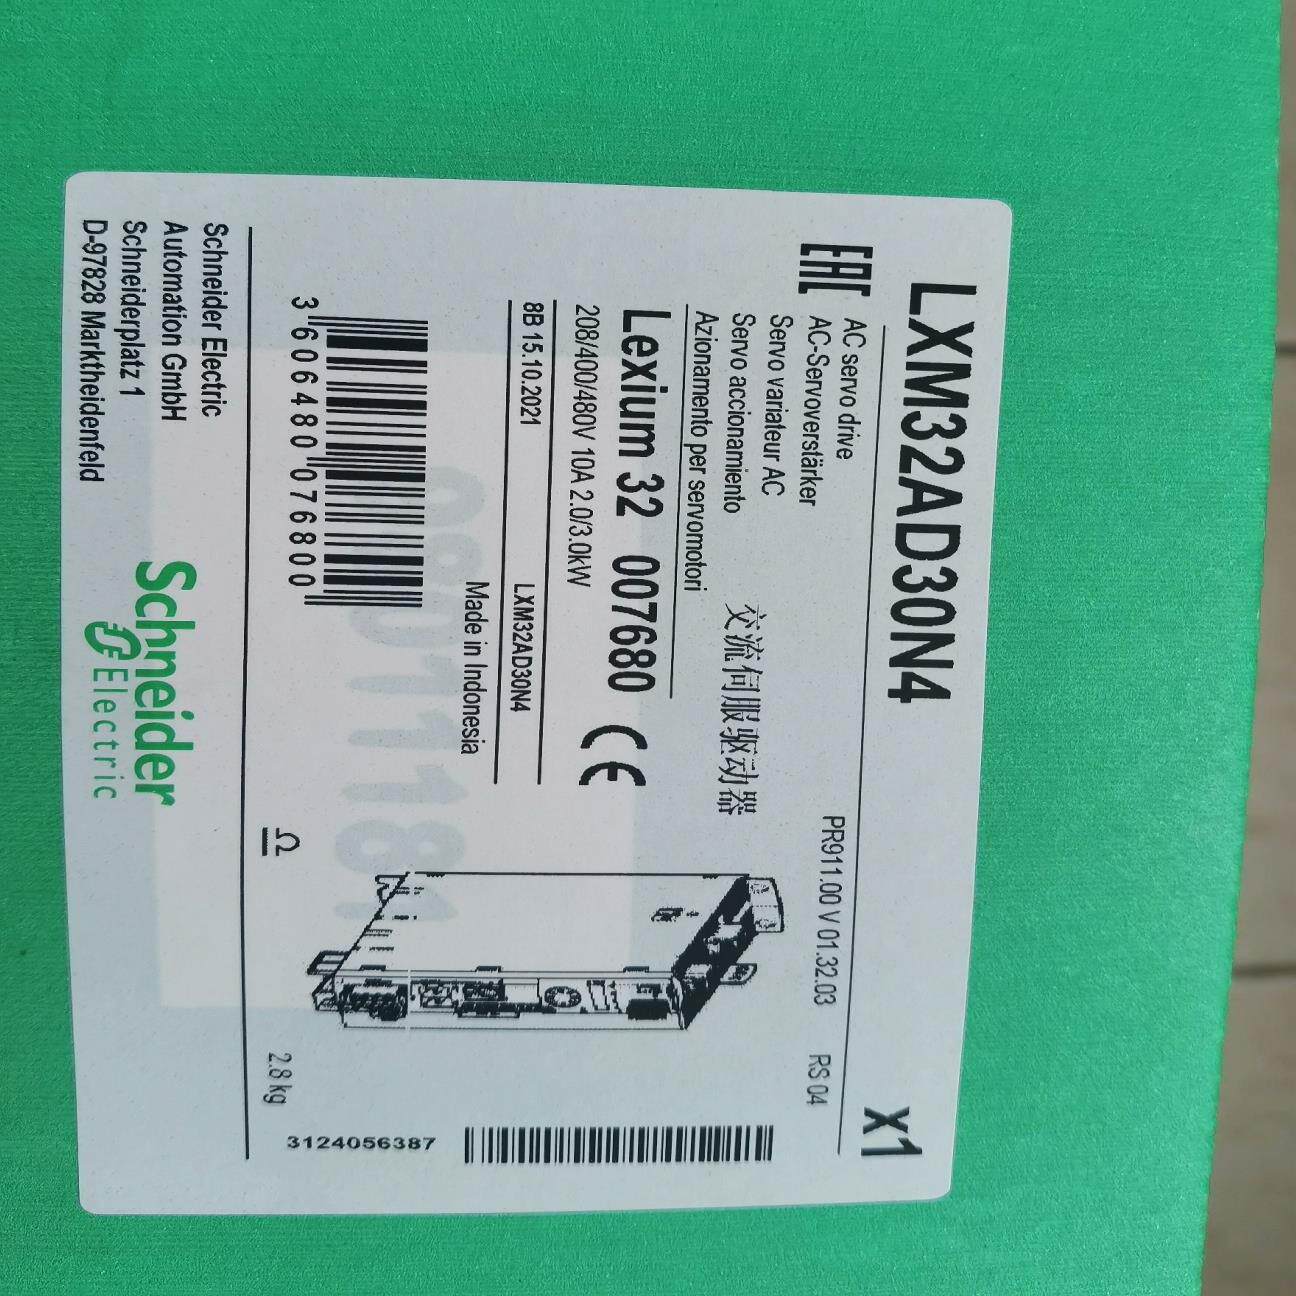 LXM32AD30N4
x1
EAC
AC servo drive
AC-Servoverstärker
Servo variateur AC
Servo accionamiento
Azionamento per servomotori
交流伺服驱动器
PR911.00 V 01.32.03
RS 04
Lexium 32 007680
CE
208/400/480V 10A 2.0/3.0kW
8B 15.10.2021
LXM32AD30N4
Made in Indonesia
3 606480 076800
3124056387
2.8 kg
Schneider Electric
Automation GmbH
Schneiderplatz 1
D-97828 Marktheidenfeld
Schneider
Electric